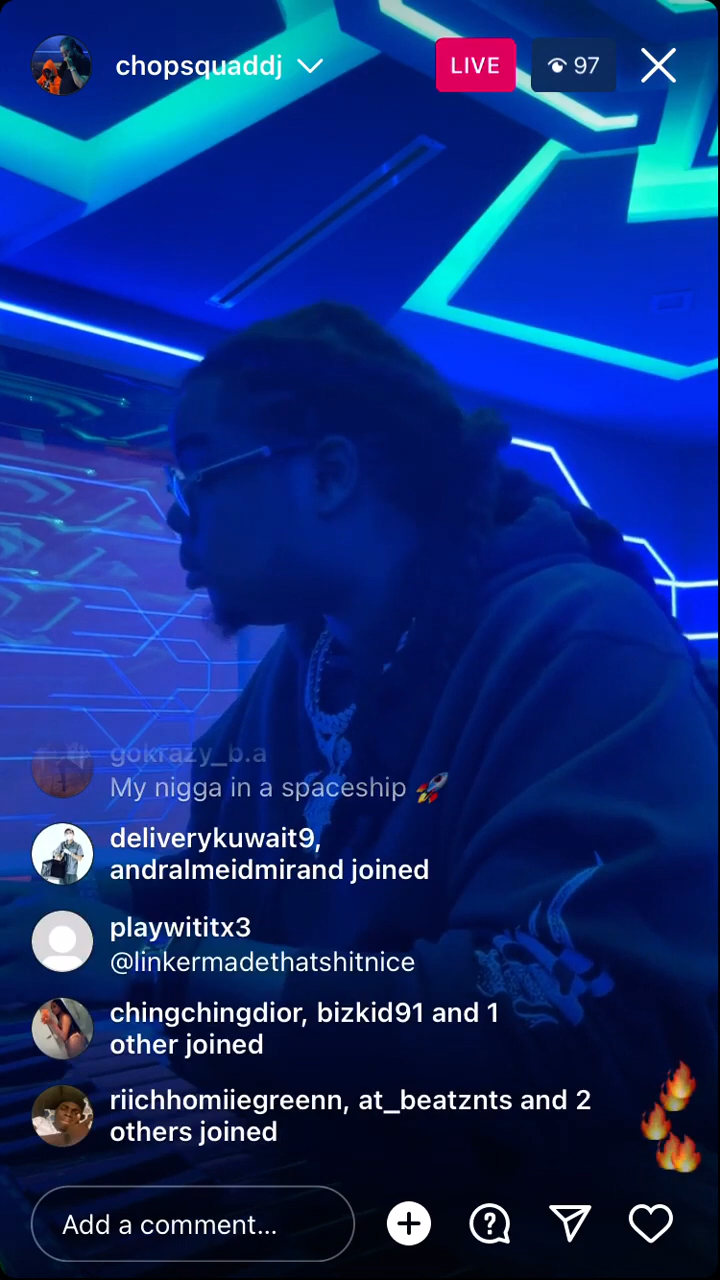 chopsquaddj
LIVE
97
gokrazy_b.a
My nigga in a spaceship 🚀
deliverykuwait9,
andralmeidmirand joined
playwititx3
@linkermadethatshitnice
chingchingdior, bizkid91 and 1
other joined
riichhomiiegreenn, at_beatznts and 2
others joined
Add a comment...